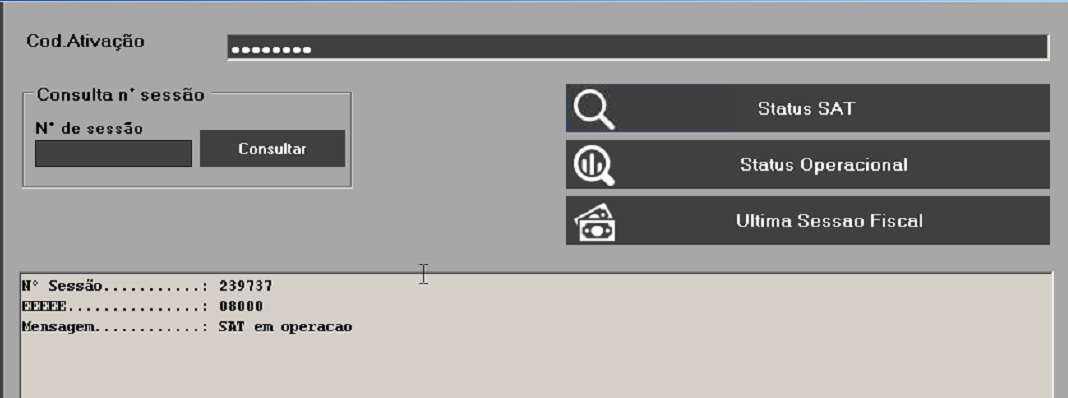 Cod.Ativação
Consulta n° sessão
N° de sessão
Consultar
Status SAT
Status Operacional
Ultima Sessao Fiscal
N° Sessão...........: 239737
EEEEE...............: 08000
Mensagem............: SAT em operacao